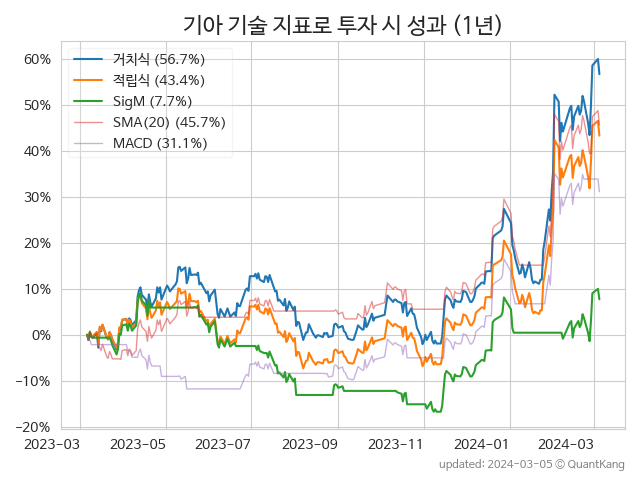 기아 기술 지표로 투자 시 성과 (1년)
거치식 (56.7%)
적립식 (43.4%)
SigM (7.7%)
SMA(20) (45.7%)
MACD (31.1%)
60%
50%
40%
30%
20%
10%
0%
−10%
−20%
2023−03 2023−05 2023−07 2023−09 2023−11 2024−01 2024−03
updated: 2024-03-05 ⓒ QuantKang